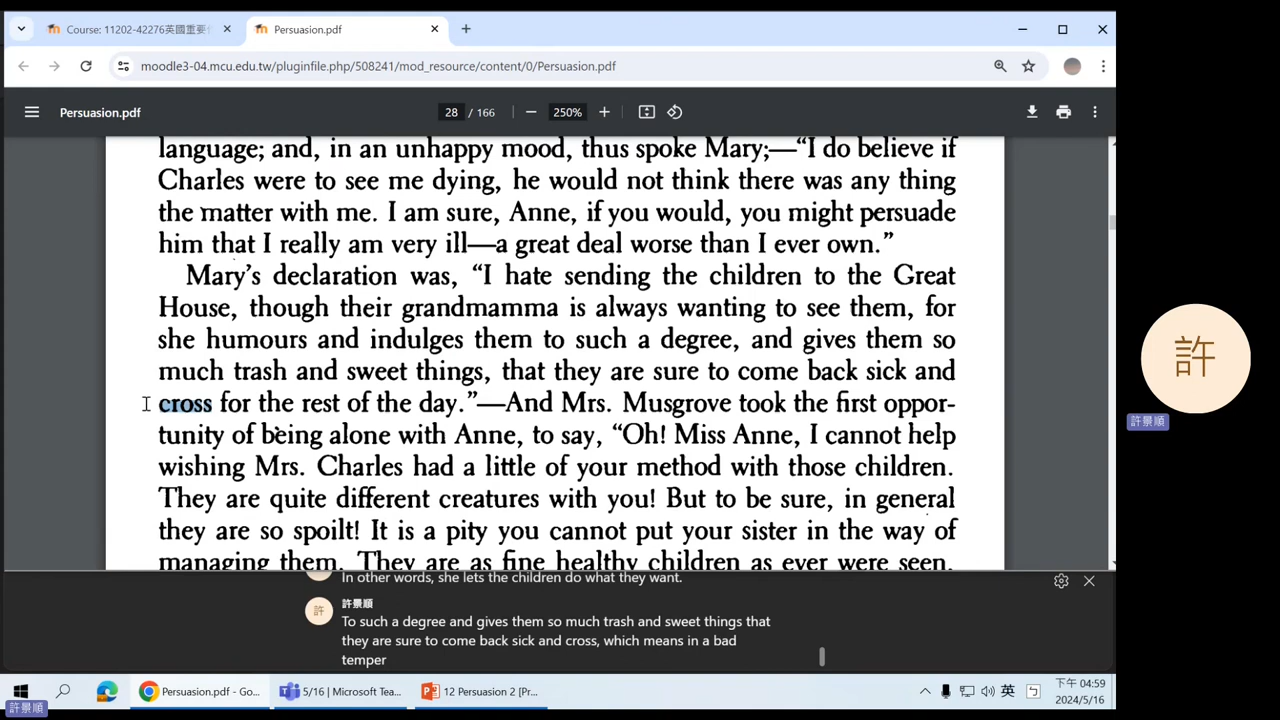 Course: 11202-42276英國重要
Persuasion.pdf
moodle3-04.mcu.edu.tw/pluginfile.php/508241/mod_resource/content/0/Persuasion.pdf
Persuasion.pdf
28 / 166
250%
language; and, in an unhappy mood, thus spoke Mary;—“I do believe if
Charles were to see me dying, he would not think there was any thing
the matter with me. I am sure, Anne, if you would, you might persuade
him that I really am very ill—a great deal worse than I ever own.”
Mary’s declaration was, “I hate sending the children to the Great
House, though their grandmamma is always wanting to see them, for
she humours and indulges them to such a degree, and gives them so
much trash and sweet things, that they are sure to come back sick and
cross for the rest of the day.”—And Mrs. Musgrove took the first oppor-
tunity of being alone with Anne, to say, “Oh! Miss Anne, I cannot help
wishing Mrs. Charles had a little of your method with those children.
They are quite different creatures with you! But to be sure, in general
they are so spoilt! It is a pity you cannot put your sister in the way of
managing them. They are as fine healthy children as ever were seen,
許
許景順
In other words, she lets the children do what they want.
許
許景順
To such a degree and gives them so much trash and sweet things that
they are sure to come back sick and cross, which means in a bad
temper
Persuasion.pdf - Go...
5/16 | Microsoft Tea...
12 Persuasion 2 [Pr...
英
下午 04:59
2024/5/16
許景順